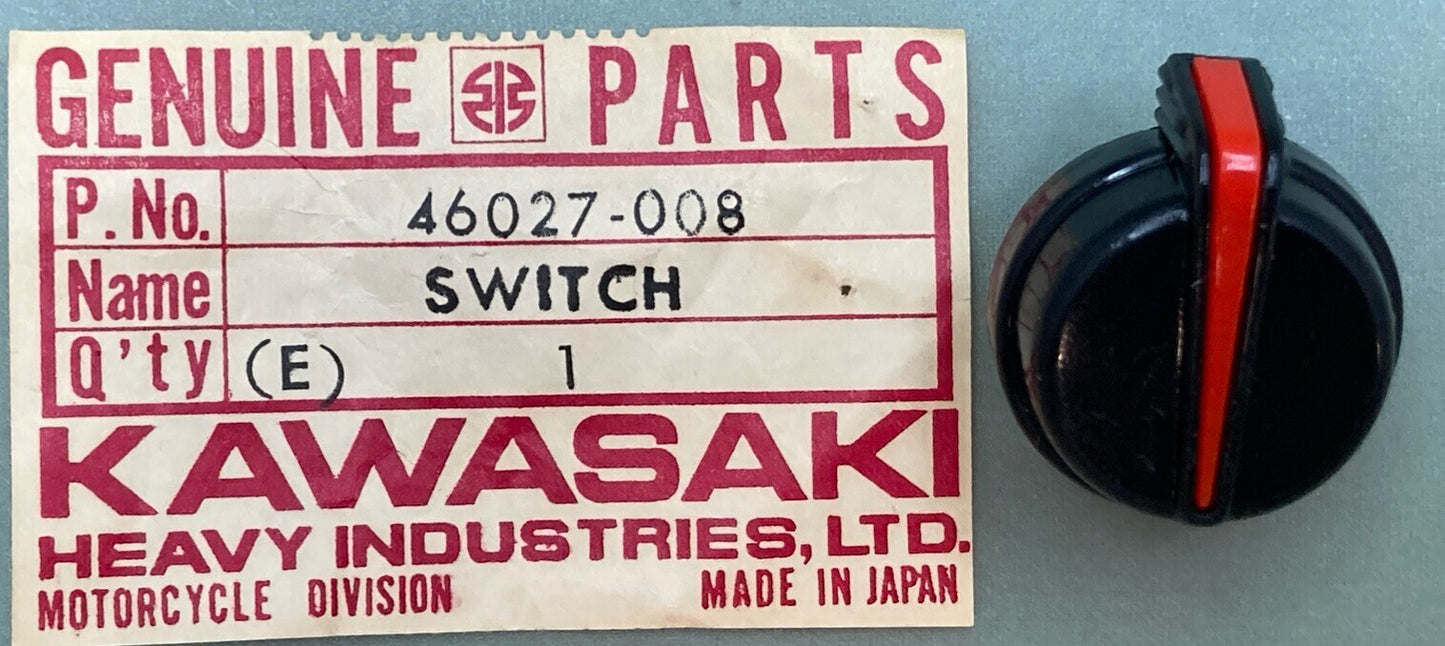 GENUINE PARTS
P. No. 46027-008
Name SWITCH
Q'ty (E) 1
KAWASAKI
HEAVY INDUSTRIES, LTD.
MOTORCYCLE DIVISION MADE IN JAPAN